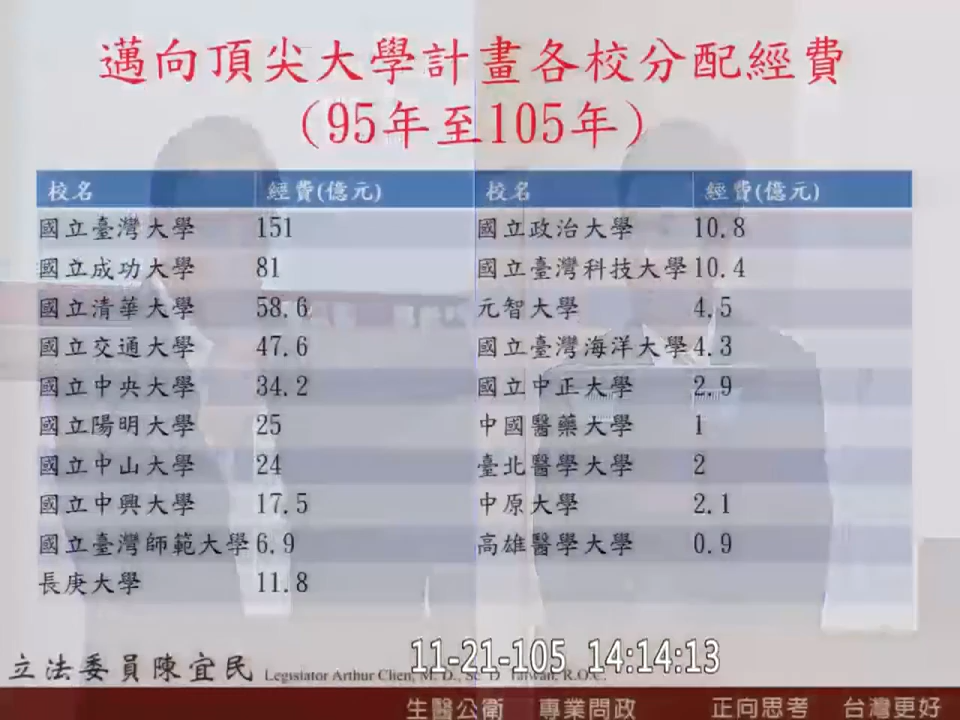 邁向頂尖大學計畫各校分配經費
(95年至105年)
校名 經費(億元) 校名 經費(億元)
國立臺灣大學 151 國立政治大學 10.8
國立成功大學 81 國立臺灣科技大學 10.4
國立清華大學 58.6 元智大學 4.5
國立交通大學 47.6 國立臺灣海洋大學 4.3
國立中央大學 34.2 國立中正大學 2.9
國立陽明大學 25 中國醫藥大學 1
國立中山大學 24 臺北醫學大學 2
國立中興大學 17.5 中原大學 2.1
國立臺灣師範大學 6.9 高雄醫學大學 0.9
長庚大學 11.8
立法委員陳宜民 Legislator Arthur Chen, M. D., Sc D Taiwan, R.O.C.
11-21-105 14:14:13
生醫公衛 專業問政 正向思考 台灣更好